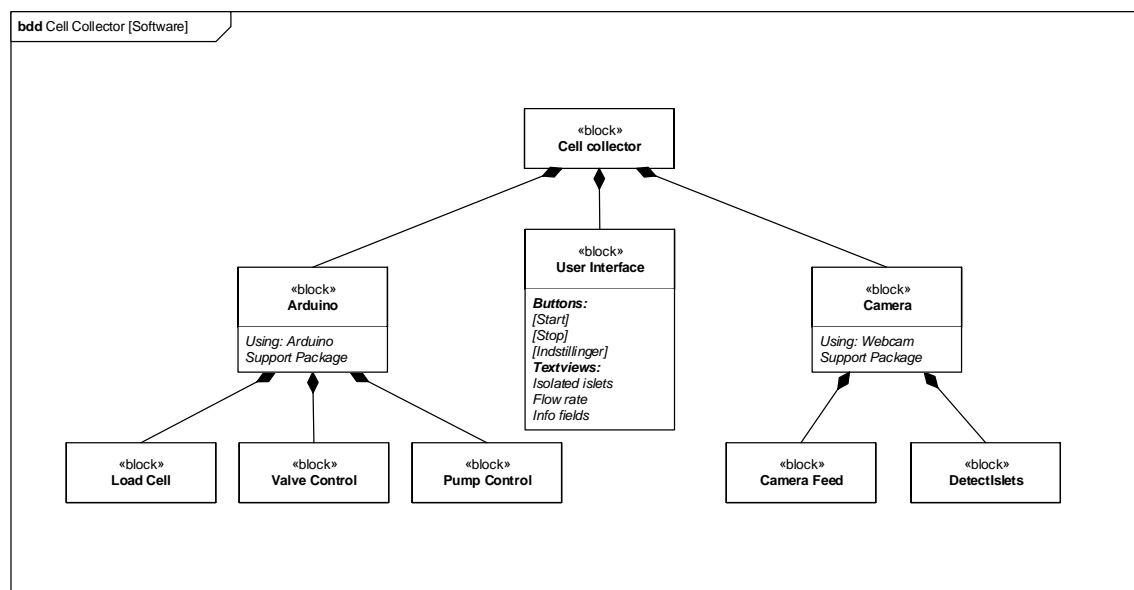 bdd Cell Collector [Software]
«block»
Cell collector
«block»
Arduino
Using: Arduino
Support Package
«block»
User Interface
Buttons:
[Start]
[Stop]
[Indstillinger]
Textviews:
Isolated islets
Flow rate
Info fields
«block»
Camera
Using: Webcam
Support Package
«block»
Load Cell
«block»
Valve Control
«block»
Pump Control
«block»
Camera Feed
«block»
DetectIslets